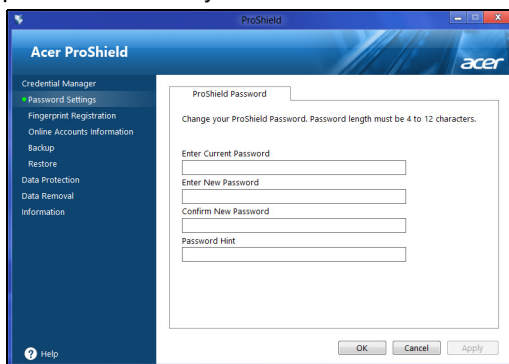 ProShield
Acer ProShield
acer
Credential Manager
Password Settings
Fingerprint Registration
Online Accounts Information
Backup
Restore
Data Protection
Data Removal
Information
Help
ProShield Password
Change your ProShield Password. Password length must be 4 to 12 characters.
Enter Current Password
Enter New Password
Confirm New Password
Password Hint
OK Cancel Apply